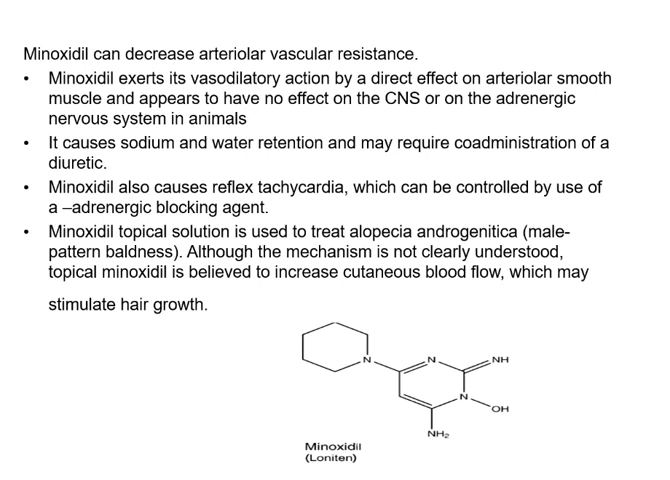 Minoxidil can decrease arteriolar vascular resistance.
• Minoxidil exerts its vasodilatory action by a direct effect on arteriolar smooth
muscle and appears to have no effect on the CNS or on the adrenergic
nervous system in animals
• It causes sodium and water retention and may require coadministration of a
diuretic.
• Minoxidil also causes reflex tachycardia, which can be controlled by use of
a –adrenergic blocking agent.
• Minoxidil topical solution is used to treat alopecia androgenitica (male-
pattern baldness). Although the mechanism is not clearly understood,
topical minoxidil is believed to increase cutaneous blood flow, which may
stimulate hair growth.
N
N
NH
N
OH
NH₂
Minoxidil
(Loniten)